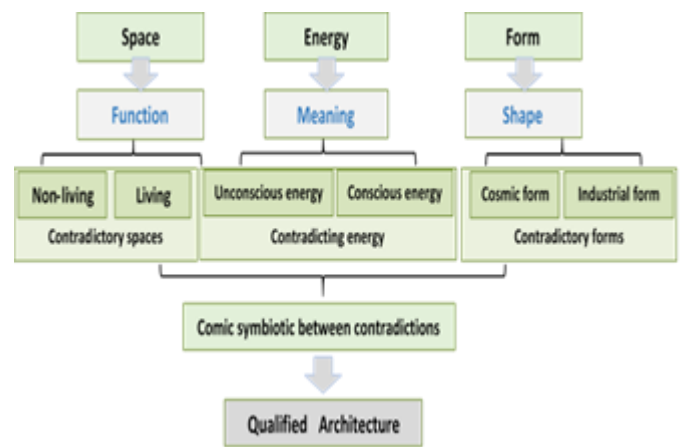 Space
Energy
Form
Function
Meaning
Shape
Non-living
Living
Unconscious energy
Conscious energy
Cosmic form
Industrial form
Contradictory spaces
Contradicting energy
Contradictory forms
Comic symbiotic between contradictions
Qualified Architecture